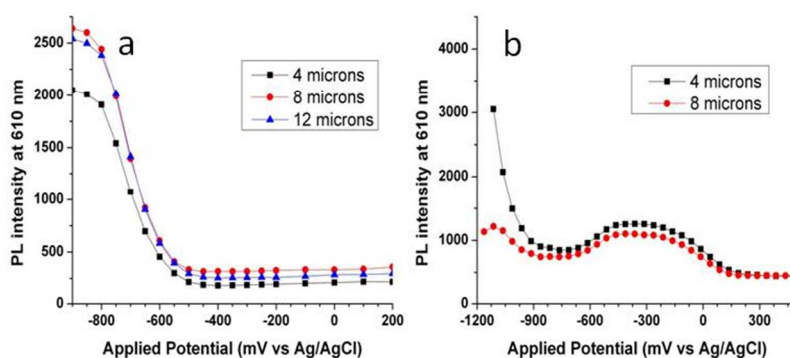 a
4 microns
8 microns
12 microns
PL intensity at 610 nm
2500
2000
1500
1000
500
0
-800 -600 -400 -200 0 200
Applied Potential (mV vs Ag/AgCl)
b
4 microns
8 microns
PL intensity at 610 nm
4000
3000
2000
1000
0
-1200 -900 -600 -300 0 300
Applied Potential (mV vs Ag/AgCl)